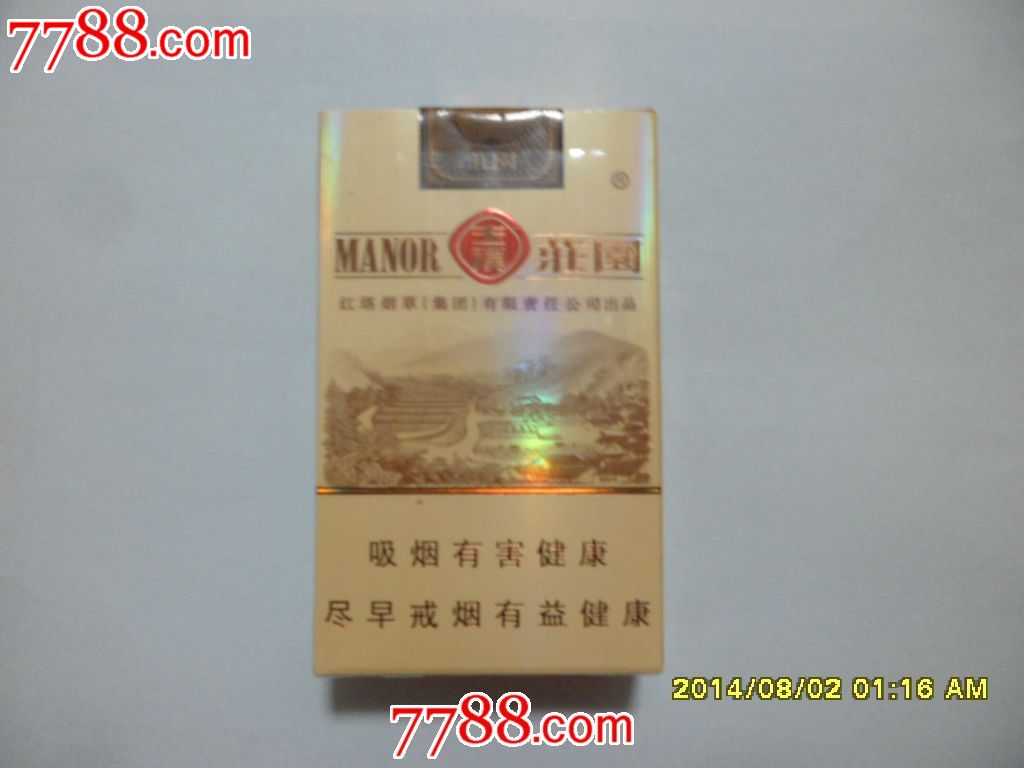 7788.com
®
MANOR 玉溪 莊園
红塔烟草(集团)有限责任公司出品
吸烟有害健康
尽早戒烟有益健康
2014/08/02 01:16 AM
7788.com